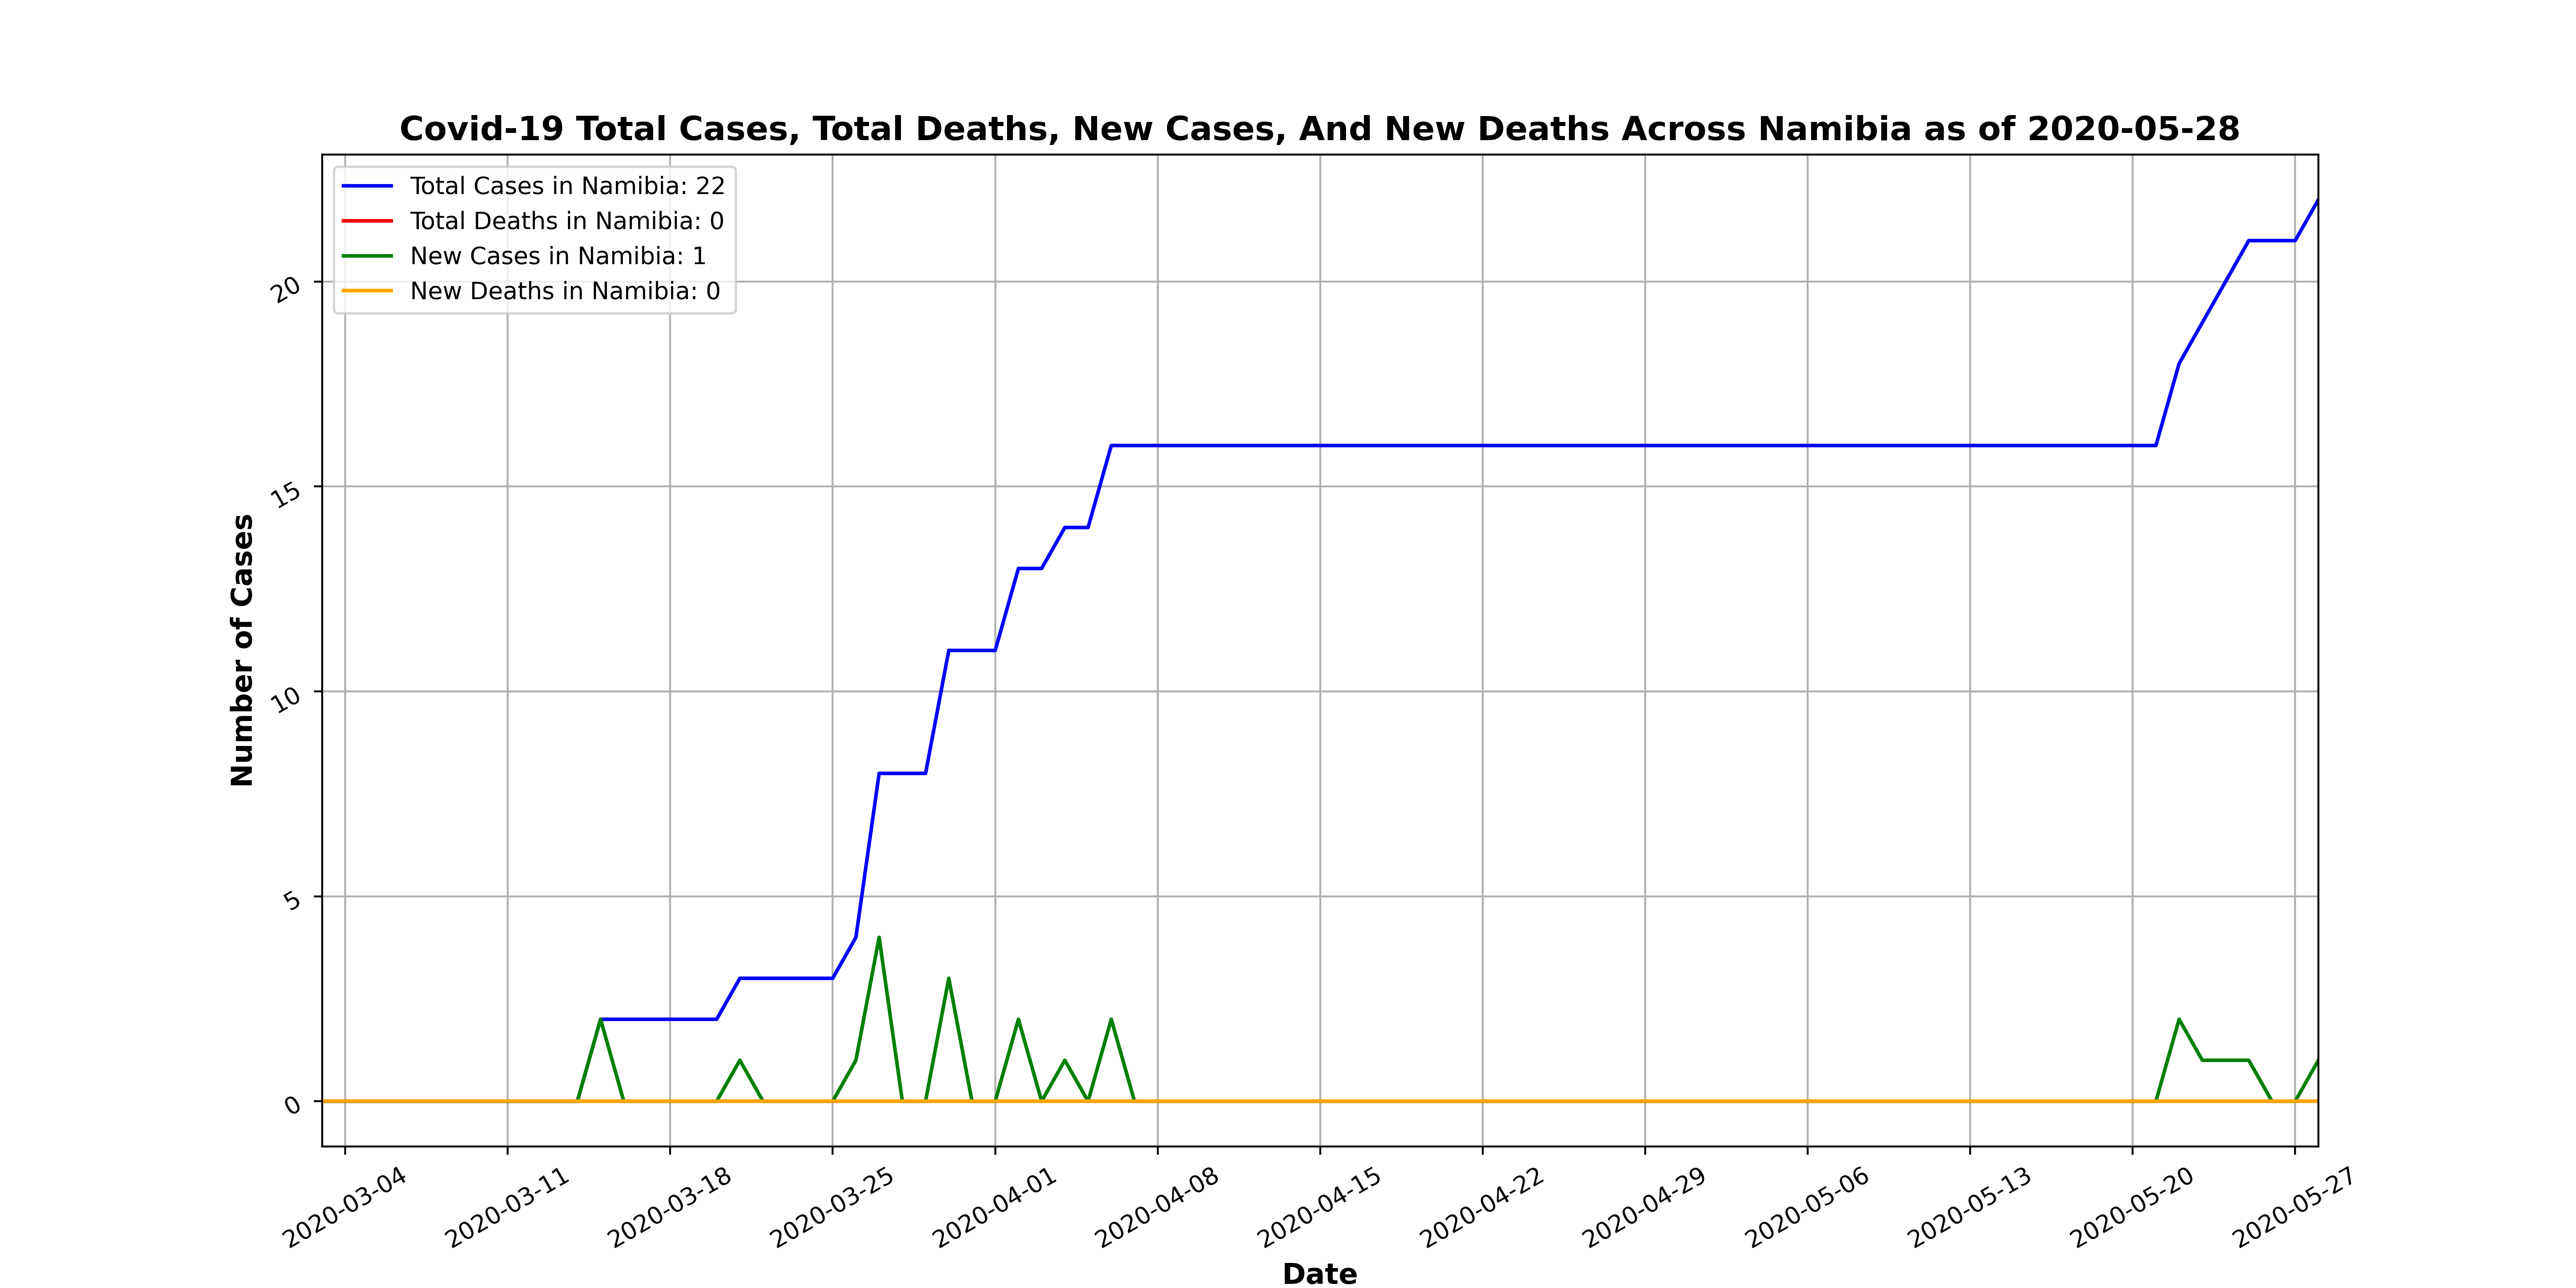 Covid-19 Total Cases, Total Deaths, New Cases, And New Deaths Across Namibia as of 2020-05-28
Total Cases in Namibia: 22
Total Deaths in Namibia: 0
New Cases in Namibia: 1
New Deaths in Namibia: 0
Number of Cases
20
15
10
5
0
2020-03-04
2020-03-11
2020-03-18
2020-03-25
2020-04-01
2020-04-08
2020-04-15
2020-04-22
2020-04-29
2020-05-06
2020-05-13
2020-05-20
2020-05-27
Date